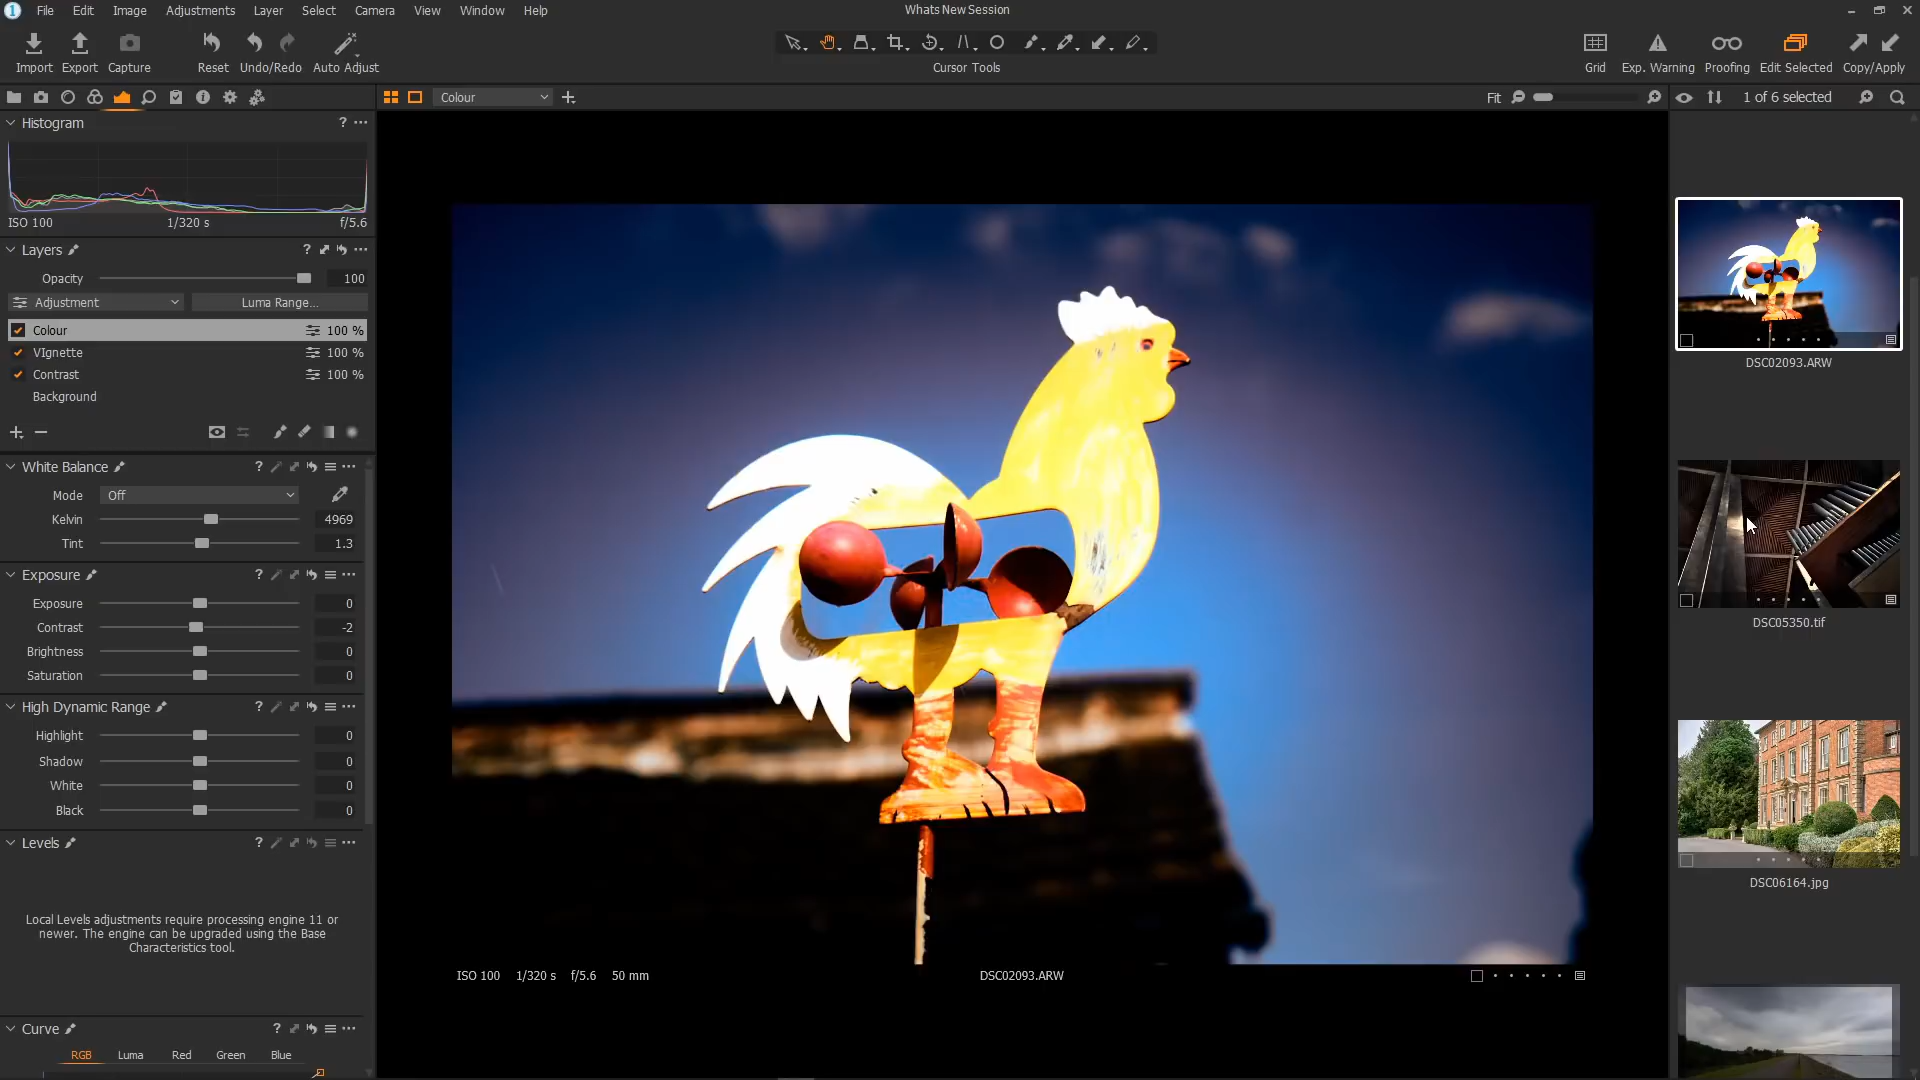 1 File Edit Image Adjustments Layer Select Camera View Window Help Whats New Session
Import Export Capture Reset Undo/Redo Auto Adjust Cursor Tools Grid Exp. Warning Proofing Edit Selected Copy/Apply
Colour Fit 1 of 6 selected
Histogram ?
ISO 100 1/320 s f/5.6
Layers ?
Opacity 100
Adjustment Luma Range...
Colour 100 %
VIgnette 100 %
Contrast 100 %
Background
White Balance ?
Mode Off
Kelvin 4969
Tint 1.3
Exposure ?
Exposure 0
Contrast -2
Brightness 0
Saturation 0
High Dynamic Range ?
Highlight 0
Shadow 0
White 0
Black 0
Levels ?
Local Levels adjustments require processing engine 11 or
newer. The engine can be upgraded using the Base
Characteristics tool.
Curve ?
RGB Luma Red Green Blue
ISO 100 1/320 s f/5.6 50 mm DSC02093.ARW
DSC02093.ARW
DSC05350.tif
DSC06164.jpg